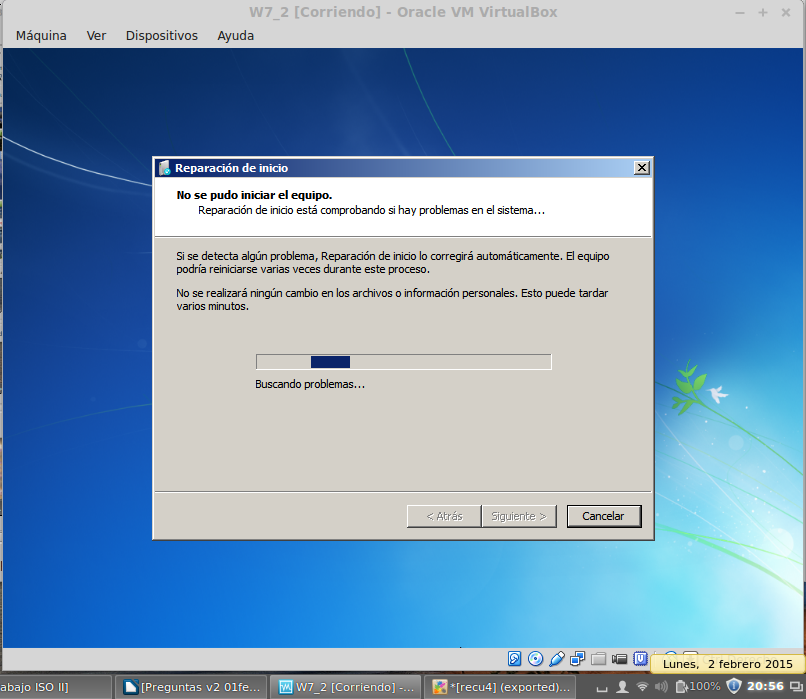 W7_2 [Corriendo] - Oracle VM VirtualBox
Máquina Ver Dispositivos Ayuda
Reparación de inicio
No se pudo iniciar el equipo.
Reparación de inicio está comprobando si hay problemas en el sistema...
Si se detecta algún problema, Reparación de inicio lo corregirá automáticamente. El equipo
podría reiniciarse varias veces durante este proceso.
No se realizará ningún cambio en los archivos o información personales. Esto puede tardar
varios minutos.
Buscando problemas...
< Atrás Siguiente > Cancelar
Lunes, 2 febrero 2015
abajo ISO II] [Preguntas v2 01fe... W7_2 [Corriendo] -... *[recu4] (exported)... 100% 20:56